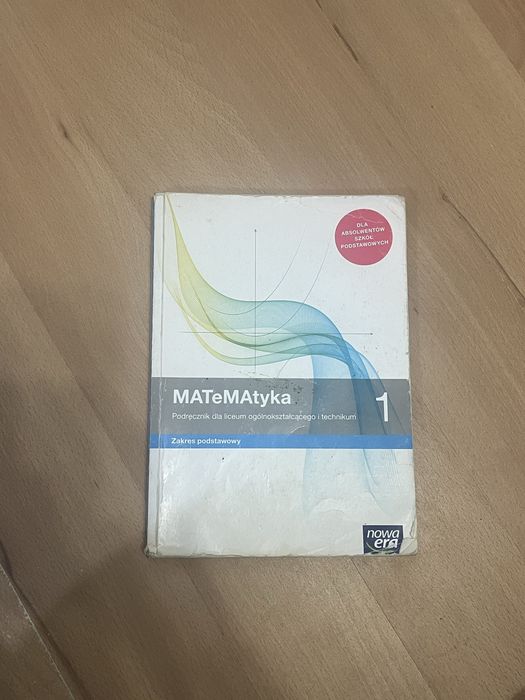 DLA
ABSOLWENTÓW
SZKÓŁ
PODSTAWOWYCH
MATeMAtyka
1
Podręcznik dla liceum ogólnokształcącego i technikum
Zakres podstawowy
nowa
era